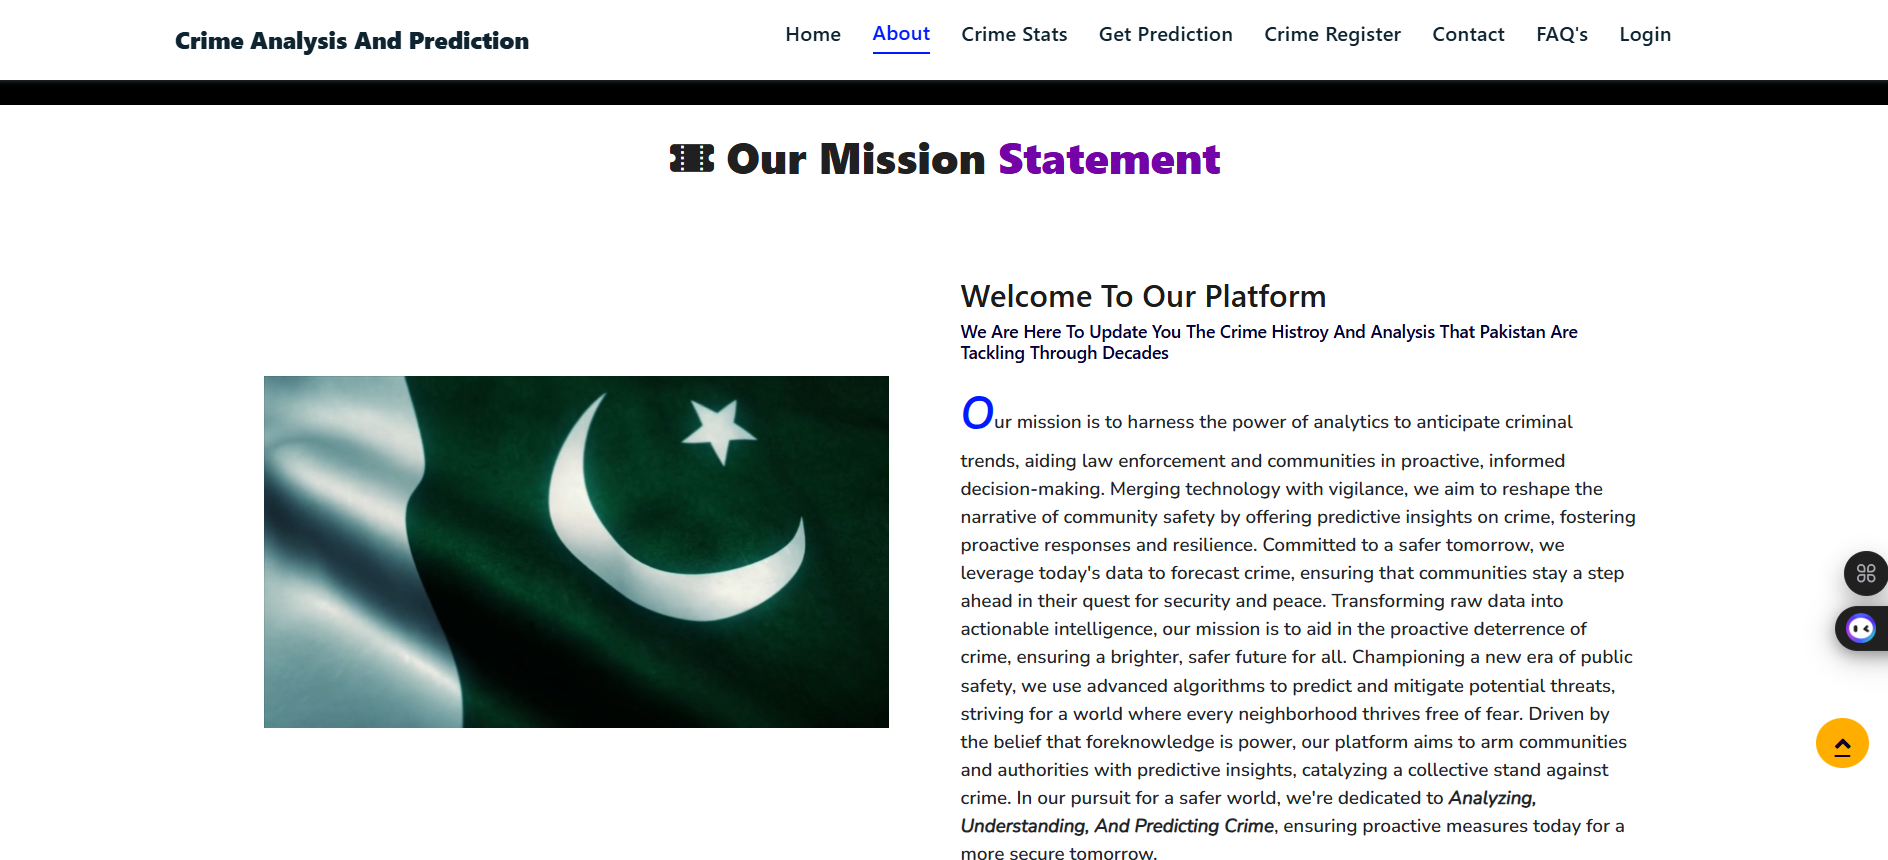 Crime Analysis And Prediction
Home About Crime Stats Get Prediction Crime Register Contact FAQ's Login
Our Mission Statement
Welcome To Our Platform
We Are Here To Update You The Crime Histroy And Analysis That Pakistan Are
Tackling Through Decades
Our mission is to harness the power of analytics to anticipate criminal
trends, aiding law enforcement and communities in proactive, informed
decision-making. Merging technology with vigilance, we aim to reshape the
narrative of community safety by offering predictive insights on crime, fostering
proactive responses and resilience. Committed to a safer tomorrow, we
leverage today's data to forecast crime, ensuring that communities stay a step
ahead in their quest for security and peace. Transforming raw data into
actionable intelligence, our mission is to aid in the proactive deterrence of
crime, ensuring a brighter, safer future for all. Championing a new era of public
safety, we use advanced algorithms to predict and mitigate potential threats,
striving for a world where every neighborhood thrives free of fear. Driven by
the belief that foreknowledge is power, our platform aims to arm communities
and authorities with predictive insights, catalyzing a collective stand against
crime. In our pursuit for a safer world, we're dedicated to Analyzing,
Understanding, And Predicting Crime, ensuring proactive measures today for a
more secure tomorrow.